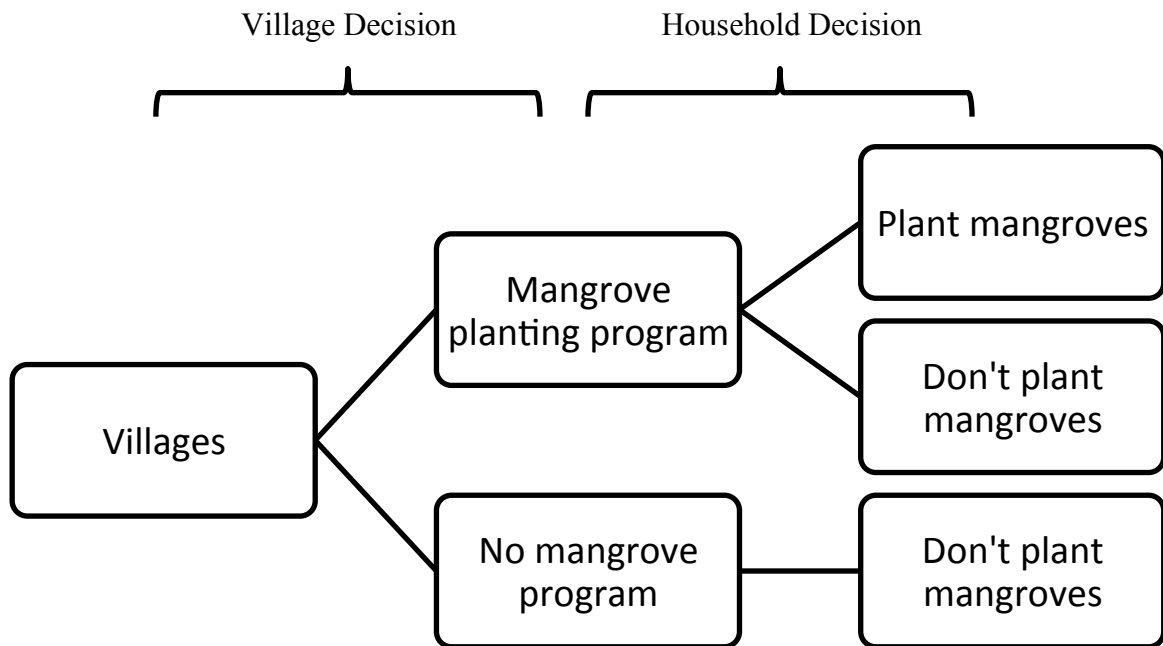 Village Decision
Household Decision
Plant mangroves
Mangrove
planting program
Don't plant
mangroves
Villages
No mangrove
program
Don't plant
mangroves